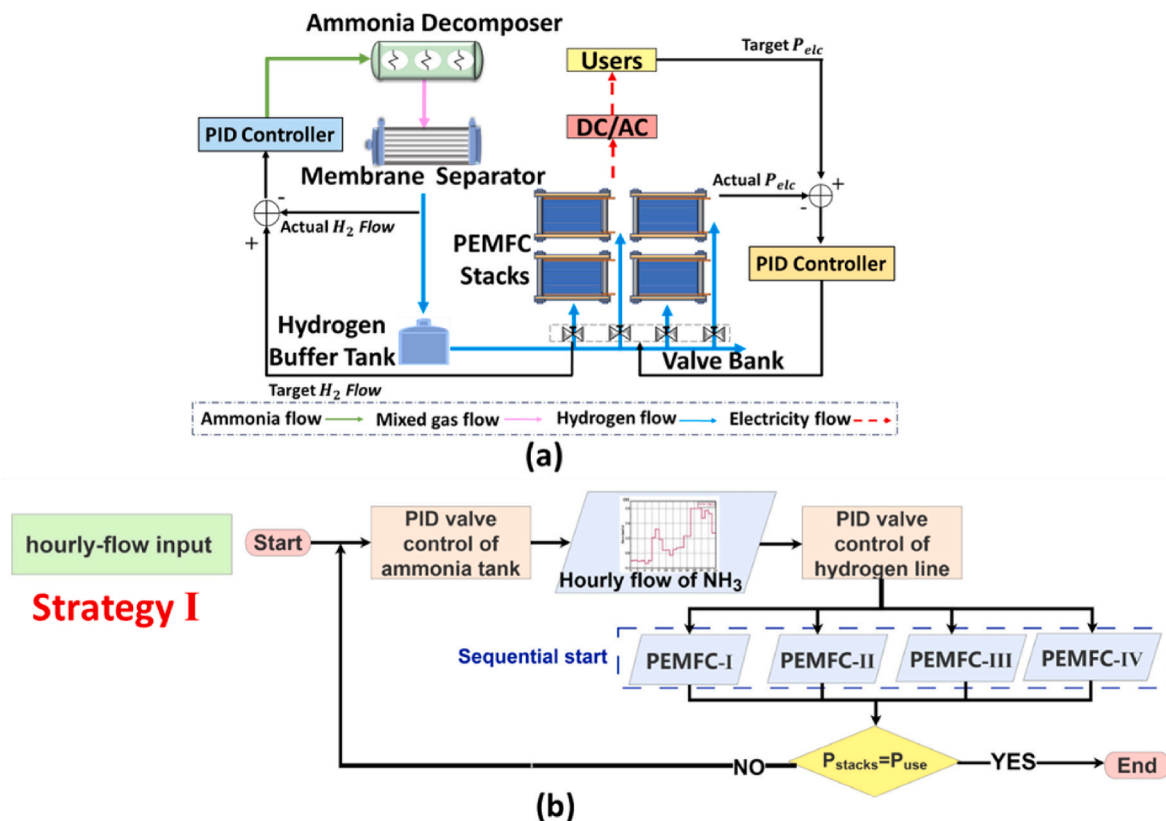 Ammonia Decomposer
Target P_elc
Users
PID Controller
DC/AC
Membrane Separator
Actual P_elc
+
-
-
Actual H₂ Flow
+
PEMFC
Stacks
PID Controller
Hydrogen
Buffer Tank
Valve Bank
Target H₂ Flow
Ammonia flow Mixed gas flow Hydrogen flow Electricity flow
(a)
hourly-flow input
Start
PID valve
control of
ammonia tank
Hourly flow of NH₃
PID valve
control of
hydrogen line
Strategy I
Sequential start
PEMFC-I
PEMFC-II
PEMFC-III
PEMFC-IV
P_stacks=P_use
NO
YES
End
(b)